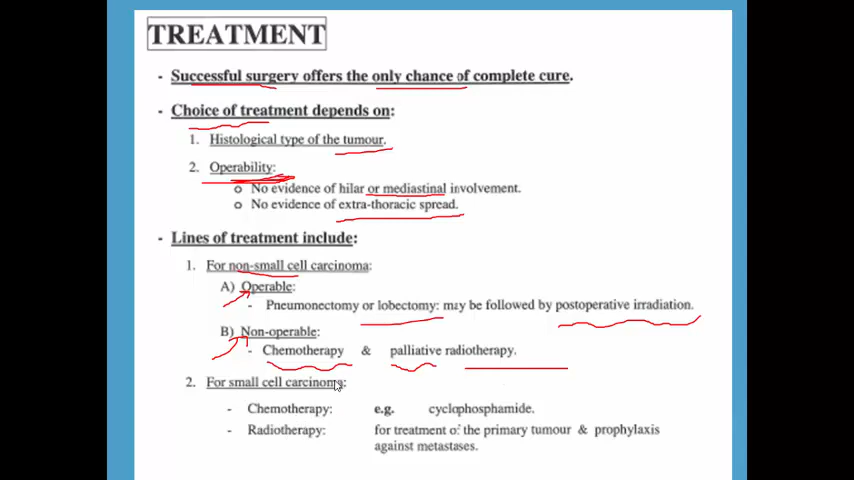 TREATMENT
- Successful surgery offers the only chance of complete cure.
- Choice of treatment depends on:
1. Histological type of the tumour.
2. Operability:
o No evidence of hilar or mediastinal involvement.
o No evidence of extra-thoracic spread.
- Lines of treatment include:
1. For non-small cell carcinoma:
A) Operable:
- Pneumonectomy or lobectomy: may be followed by postoperative irradiation.
B) Non-operable:
- Chemotherapy & palliative radiotherapy.
2. For small cell carcinoma:
- Chemotherapy: e.g. cyclophosphamide.
- Radiotherapy: for treatment of the primary tumour & prophylaxis
against metastases.